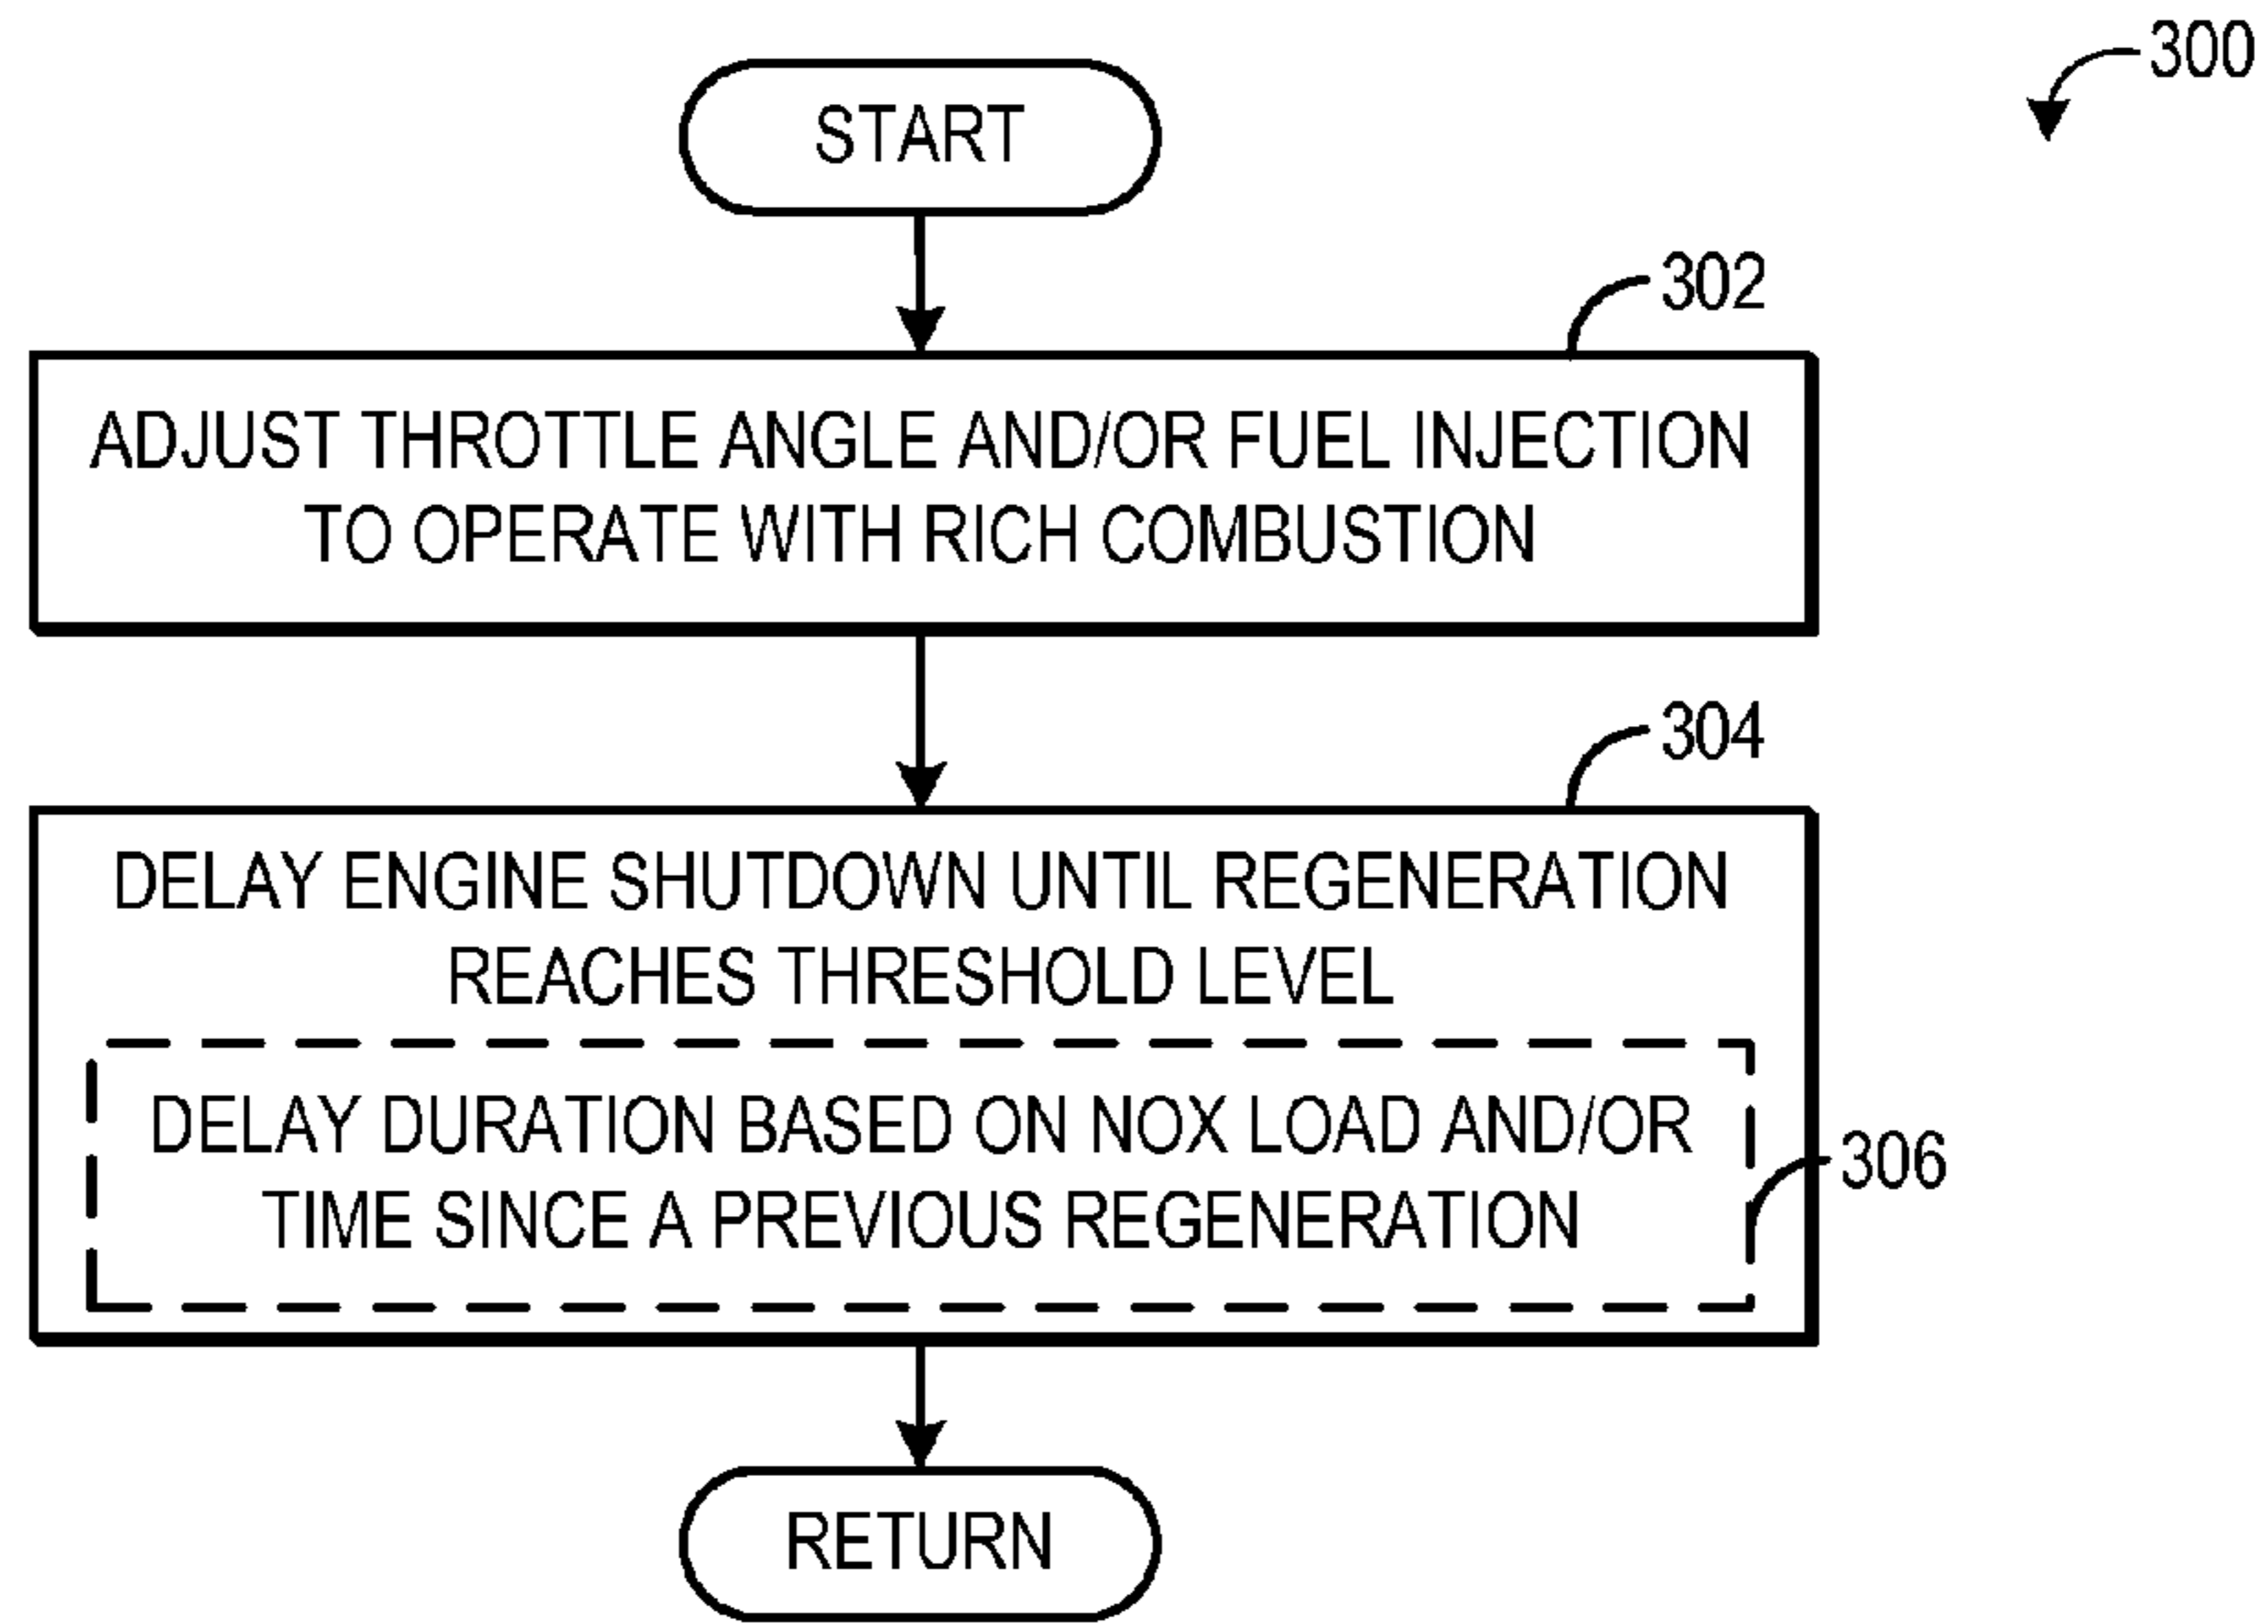 300
START
302
ADJUST THROTTLE ANGLE AND/OR FUEL INJECTION
TO OPERATE WITH RICH COMBUSTION
304
DELAY ENGINE SHUTDOWN UNTIL REGENERATION
REACHES THRESHOLD LEVEL
DELAY DURATION BASED ON NOX LOAD AND/OR
TIME SINCE A PREVIOUS REGENERATION
306
RETURN